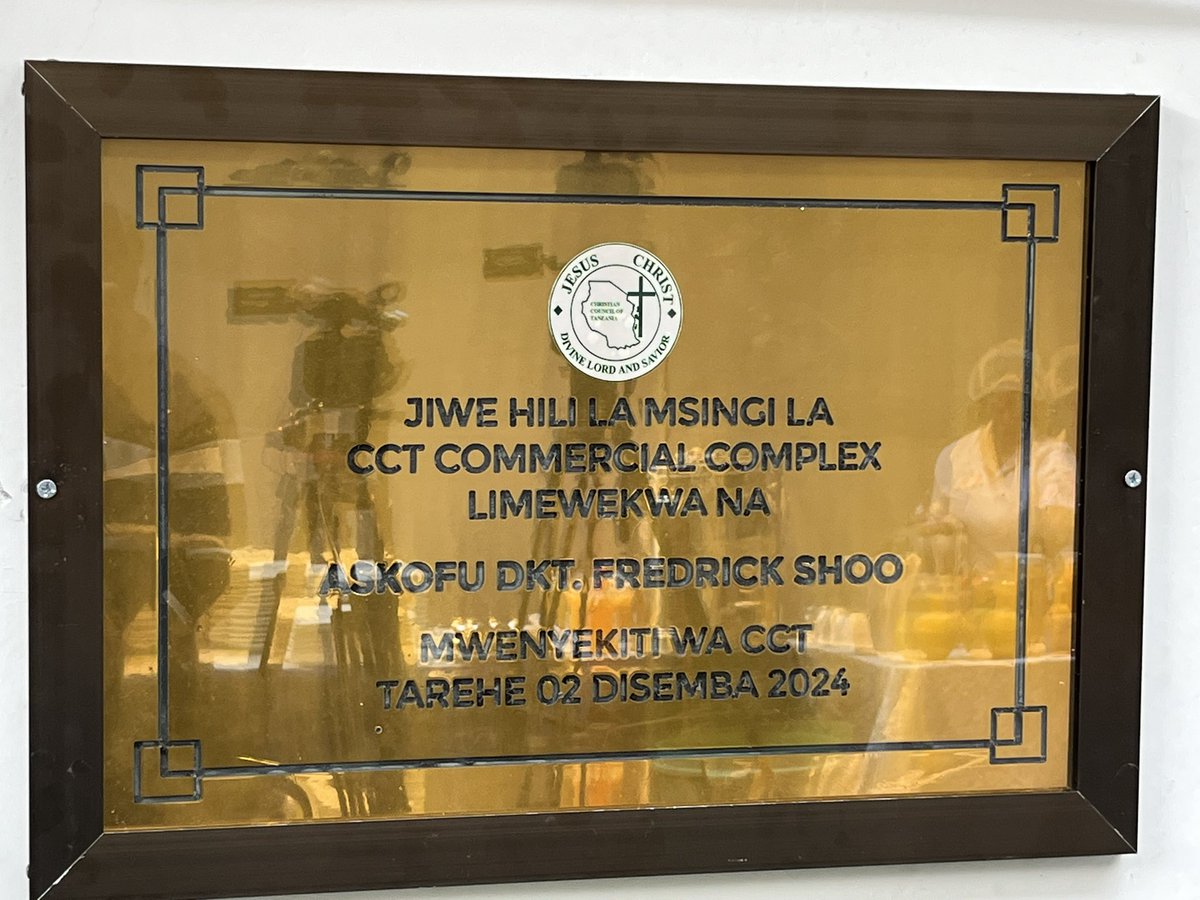 JESUS CHRIST
CHRISTIAN
COUNCIL OF
TANZANIA
DIVINE LORD AND SAVIOR
JIWE HILI LA MSINGI LA
CCT COMMERCIAL COMPLEX
LIMEWEKWA NA
ASKOFU DKT. FREDRICK SHOO
MWENYEKITI WA CCT
TAREHE 02 DISEMBA 2024